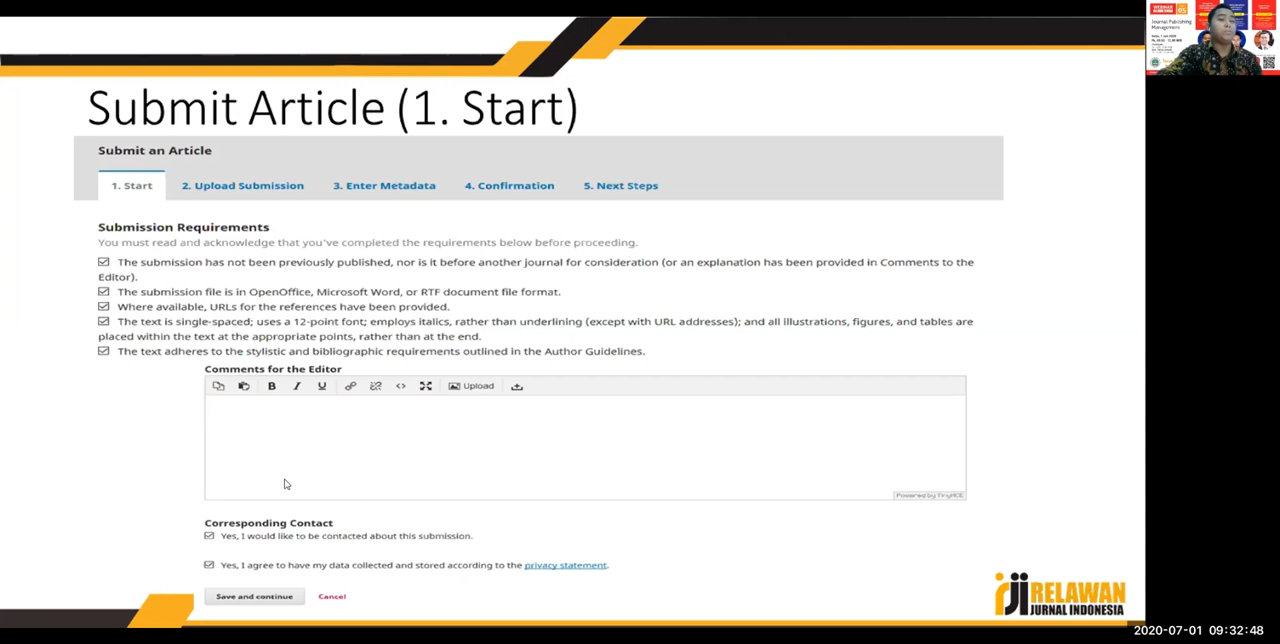 Submit Article (1. Start)
Submit an Article
1. Start
2. Upload Submission
3. Enter Metadata
4. Confirmation
5. Next Steps
Submission Requirements
You must read and acknowledge that you've completed the requirements below before proceeding.
The submission has not been previously published, nor is it before another journal for consideration (or an explanation has been provided in Comments to the
Editor).
The submission file is in OpenOffice, Microsoft Word, or RTF document file format.
Where available, URLs for the references have been provided.
The text is single-spaced; uses a 12-point font; employs italics, rather than underlining (except with URL addresses); and all illustrations, figures, and tables are
placed within the text at the appropriate points, rather than at the end.
The text adheres to the stylistic and bibliographic requirements outlined in the Author Guidelines.
Comments for the Editor
B I U Upload
Powered by TinyMCE
Corresponding Contact
Yes, I would like to be contacted about this submission.
Yes, I agree to have my data collected and stored according to the privacy statement.
Save and continue
Cancel
RJI RELAWAN
JURNAL INDONESIA
Journal Publishing
Management
2020-07-01 09:32:48